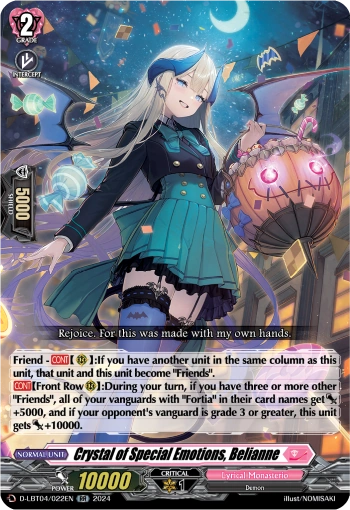 2
GRADE
INTERCEPT
5000
SHIELD
Rejoice. For this was made with my own hands.
Friend - CONT【 】:If you have another unit in the same column as
this unit, that unit and this unit become "Friends".
CONT【Front Row 】:During your turn, if you have three or more other
"Friends", all of your vanguards with "Fortia" in their card names get
+5000, and if your opponent's vanguard is grade 3 or greater, this unit
gets +10000.
NORMAL UNIT
Crystal of Special Emotions, Belianne
Lyrical Monasterio
POWER 10000
CRITICAL
1
Demon
D-LBT04/022EN RR 2024
illust/NOMISAKI